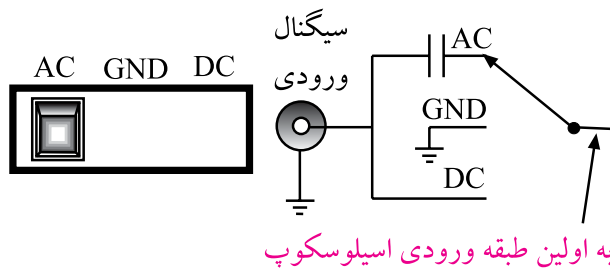 AC GND DC
سیگنال
ورودی
AC
GND
DC
به اولین طبقه ورودی اسیلوسکوپ